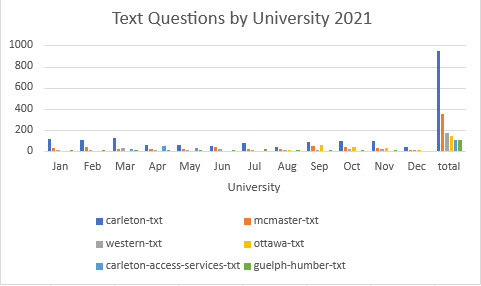 Text Questions by University 2021
1000
800
600
400
200
0
Jan Feb Mar Apr May Jun Jul Aug Sep Oct Nov Dec total
University
carleton-txt mcmaster-txt
western-txt ottawa-txt
carleton-access-services-txt guelph-humber-txt